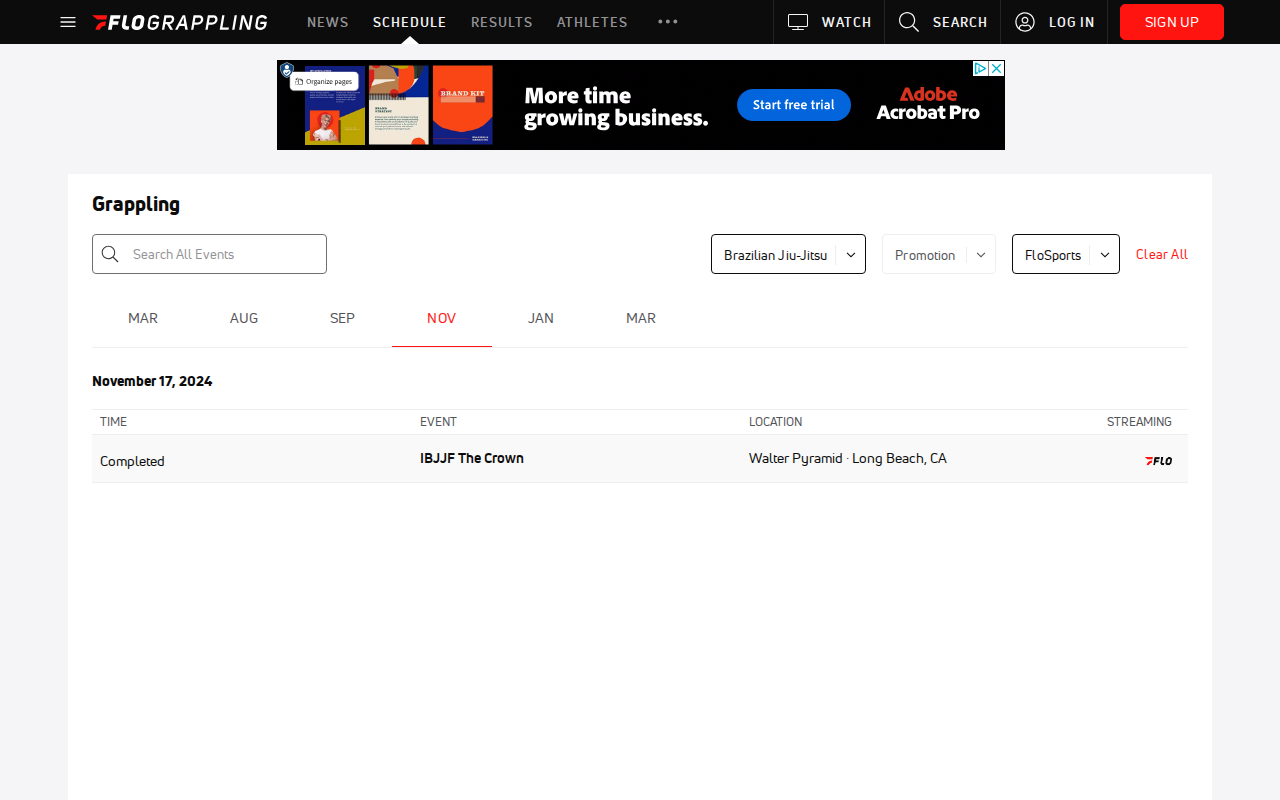 FLOGRAPPLING NEWS SCHEDULE RESULTS ATHLETES ••• WATCH SEARCH LOG IN SIGN UP
Organize pages
BRAND KIT
More time
growing business.
Start free trial
Adobe
Acrobat Pro
Grappling
Search All Events Brazilian Jiu-Jitsu Promotion FloSports Clear All
MAR AUG SEP NOV JAN MAR
November 17, 2024
TIME EVENT LOCATION STREAMING
Completed IBJJF The Crown Walter Pyramid · Long Beach, CA FLO